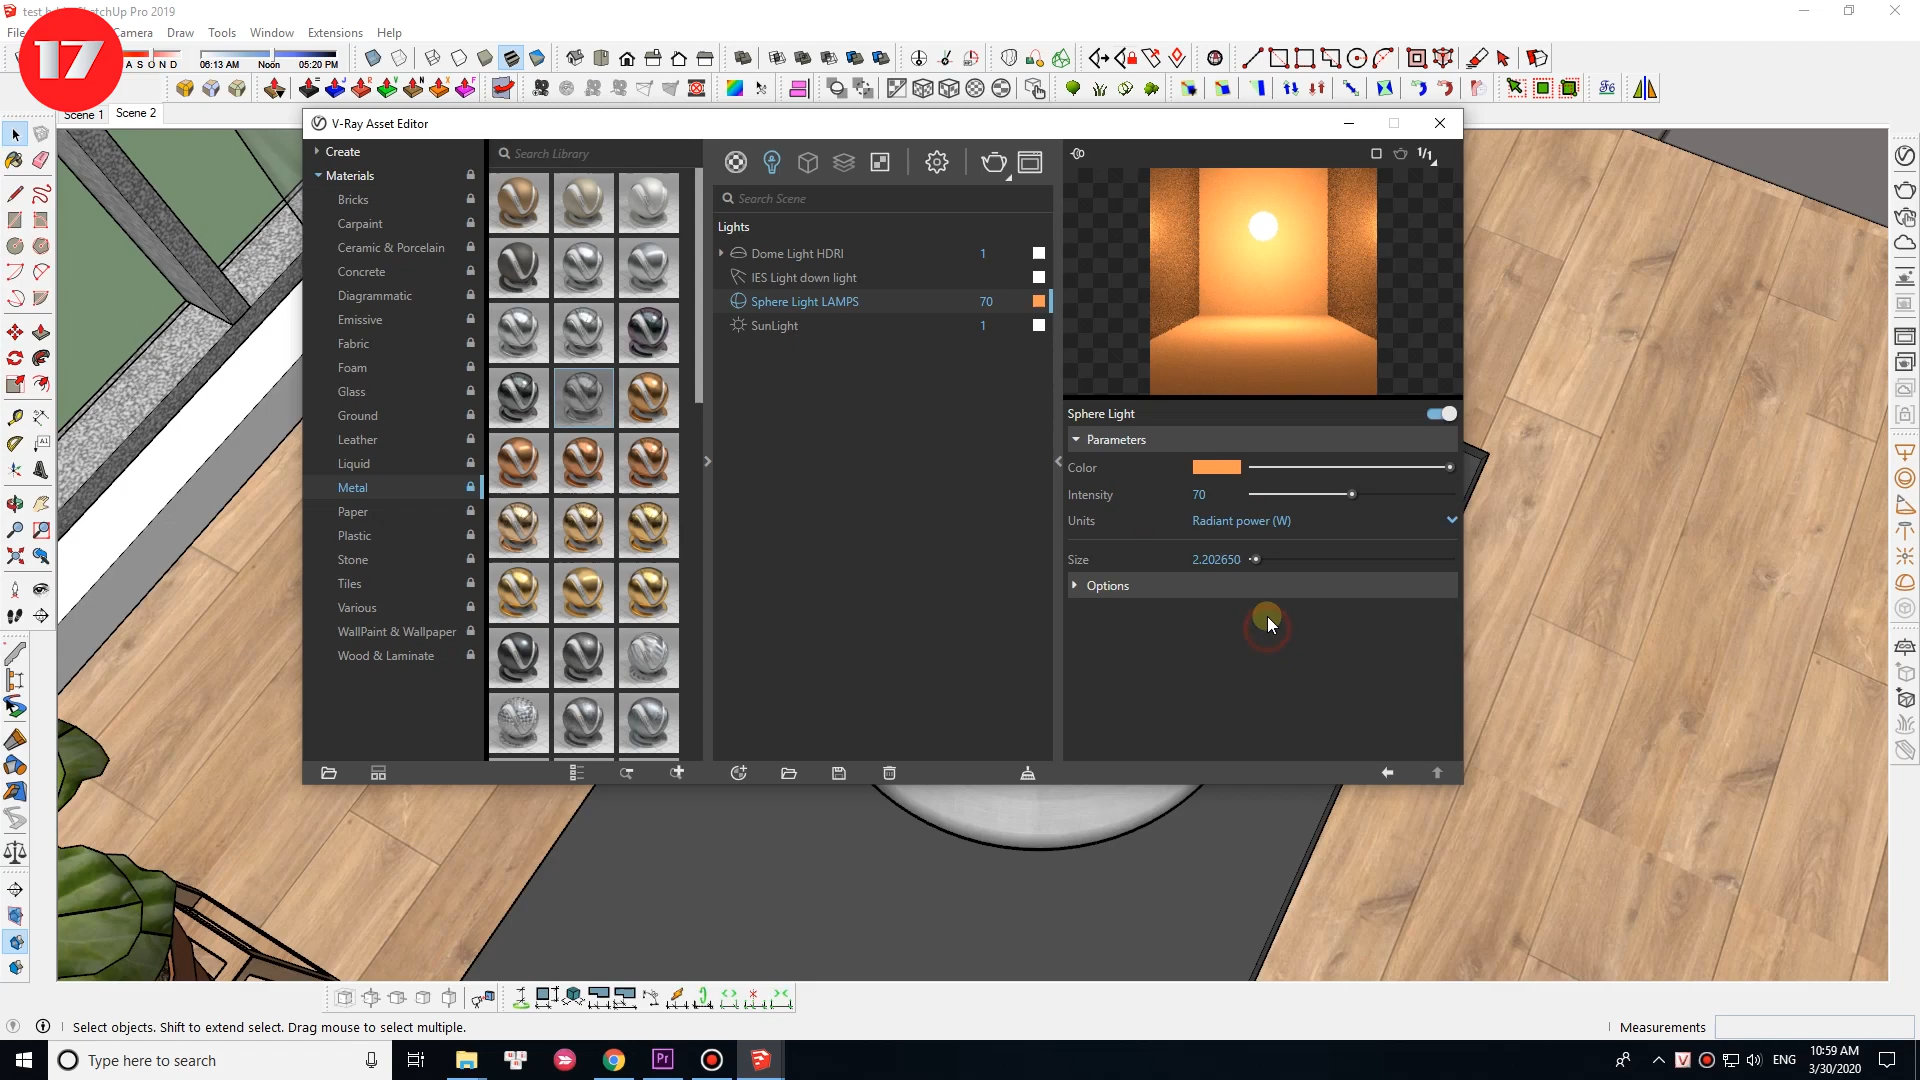 test b SketchUp Pro 2019
File Camera Draw Tools Window Extensions Help
17
A S O N D 06:13 AM Noon 05:20 PM
Scene 1 Scene 2
V-Ray Asset Editor
Create
Materials
Bricks
Carpaint
Ceramic & Porcelain
Concrete
Diagrammatic
Emissive
Fabric
Foam
Glass
Ground
Leather
Liquid
Metal
Paper
Plastic
Stone
Tiles
Various
WallPaint & Wallpaper
Wood & Laminate
Search Library
Search Scene
Lights
Dome Light HDRI 1
IES Light down light
Sphere Light LAMPS 70
SunLight 1
1/1
Sphere Light
Parameters
Color
Intensity 70
Units Radiant power (W)
Size 2.202650
Options
Select objects. Shift to extend select. Drag mouse to select multiple.
Measurements
Type here to search
Pr
ENG
10:59 AM
3/30/2020